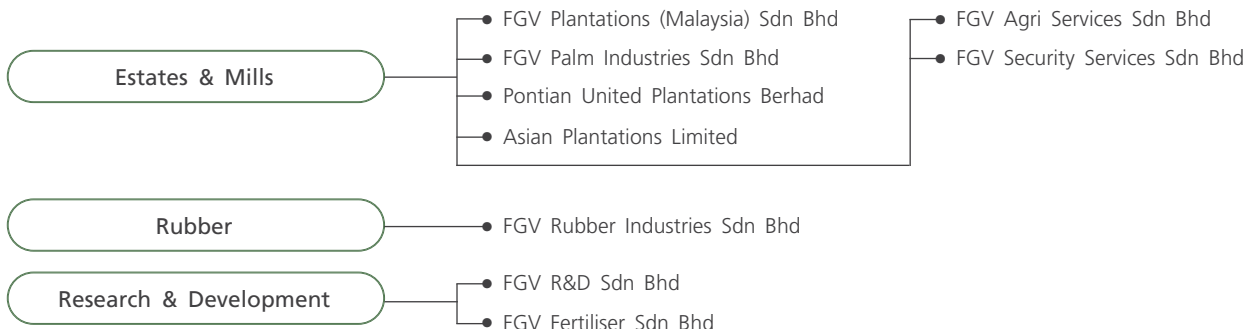 Estates & Mills
FGV Plantations (Malaysia) Sdn Bhd
FGV Palm Industries Sdn Bhd
Pontian United Plantations Berhad
Asian Plantations Limited
FGV Agri Services Sdn Bhd
FGV Security Services Sdn Bhd
Rubber
FGV Rubber Industries Sdn Bhd
Research & Development
FGV R&D Sdn Bhd
FGV Fertiliser Sdn Bhd